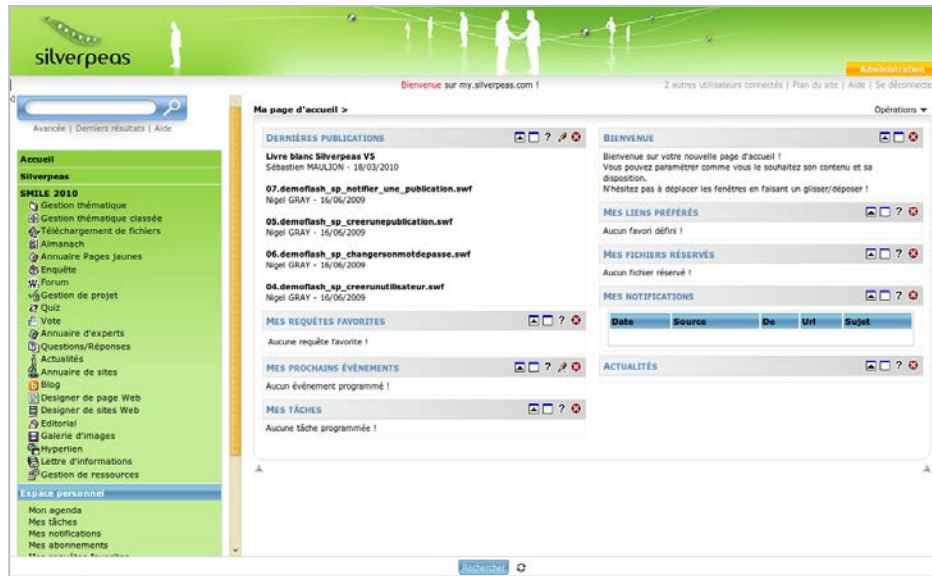 silverpeas
Administration
Bienvenue sur my.silverpeas.com !
2 autres utilisateurs connectés | Plan du site | Aide | Se déconnecte
Avancée | Derniers résultats | Aide
Accueil
Silverpeas
SMILE 2010
Gestion thématique
Gestion thématique classée
Téléchargement de fichiers
Almanach
Annuaire Pages jaunes
Enquête
Forum
Gestion de projet
Quiz
Vote
Annuaire d'experts
Questions/Réponses
Actualités
Annuaire de sites
Blog
Designer de page Web
Designer de sites Web
Editorial
Galerie d'images
Hyperlien
Lettre d'informations
Gestion de ressources
Espace personnel
Mon agenda
Mes tâches
Mes notifications
Mes abonnements
Ma page d'accueil >
Opérations
DERNIÈRES PUBLICATIONS
Livre blanc Silverpeas V5
Sébastien MAULJON - 18/03/2010
07.demoflash_sp_notifier_une_publication.swf
Nigel GRAY - 16/06/2009
05.demoflash_sp_creerunepublication.swf
Nigel GRAY - 16/06/2009
06.demoflash_sp_changersonmotdepasse.swf
Nigel GRAY - 16/06/2009
04.demoflash_sp_creerunutilisateur.swf
Nigel GRAY - 16/06/2009
MES REQUÊTES FAVORITES
Aucune requête favorite !
MES PROCHAINS ÉVÈNEMENTS
Aucun évènement programmé !
MES TÂCHES
Aucune tâche programmée !
BIENVENUE
Bienvenue sur votre nouvelle page d'accueil !
Vous pouvez paramétrer comme vous le souhaitez son contenu et sa
disposition.
N'hésitez pas à déplacer les fenêtres en faisant un glisser/déposer !
MES LIENS PRÉFÉRÉS
Aucun favori défini !
MES FICHIERS RÉSERVÉS
Aucun fichier réservé !
MES NOTIFICATIONS
Date Source De Url Sujet
ACTUALITÉS
Rechercher